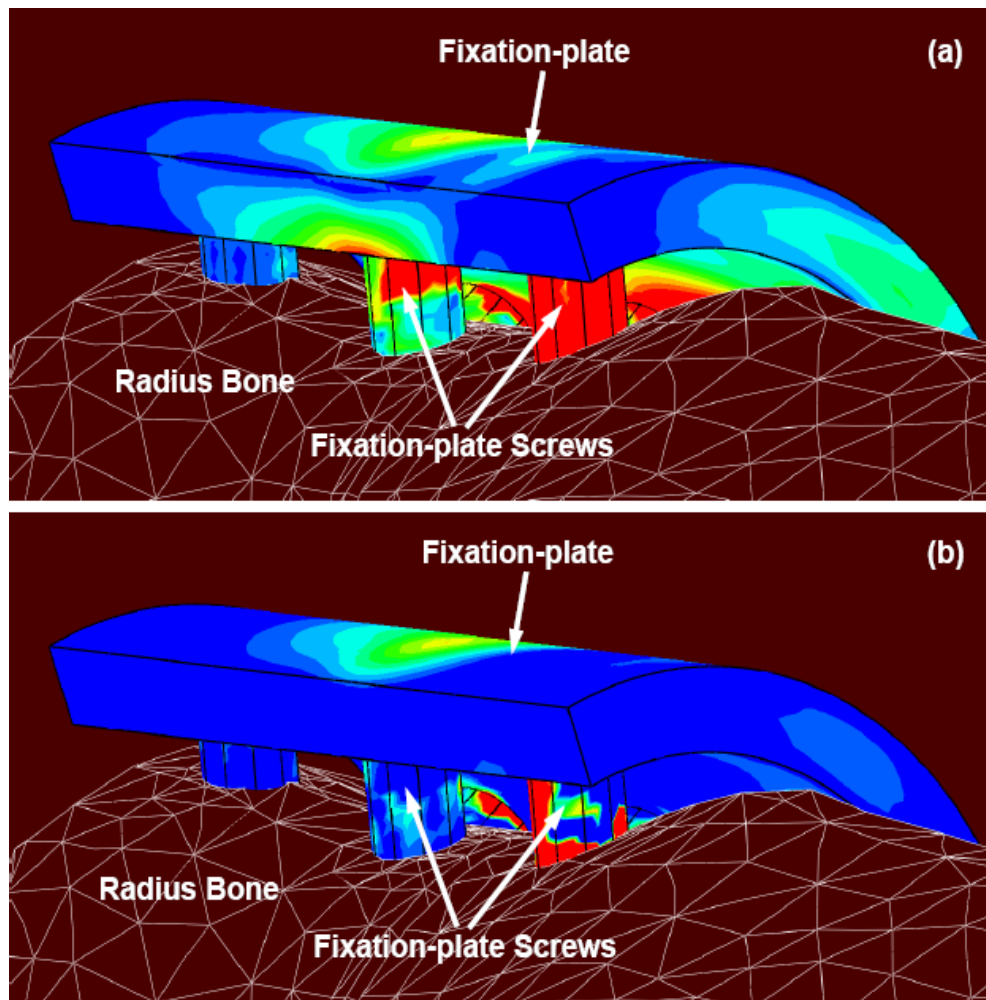 Fixation-plate
(a)
Radius Bone
Fixation-plate Screws
Fixation-plate
(b)
Radius Bone
Fixation-plate Screws